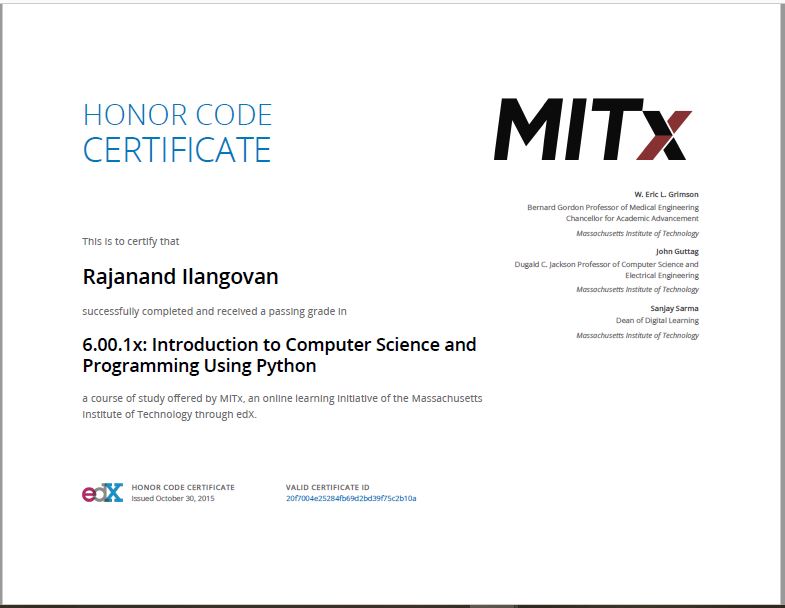 HONOR CODE
CERTIFICATE
MITx
W. Eric L. Grimson
Bernard Gordon Professor of Medical Engineering
Chancellor for Academic Advancement
Massachusetts Institute of Technology
John Guttag
Dugald C. Jackson Professor of Computer Science and
Electrical Engineering
Massachusetts Institute of Technology
Sanjay Sarma
Dean of Digital Learning
Massachusetts Institute of Technology
This is to certify that
Rajanand Ilangovan
successfully completed and received a passing grade in
6.00.1x: Introduction to Computer Science and
Programming Using Python
a course of study offered by MITx, an online learning initiative of the Massachusetts
Institute of Technology through edX.
edX
HONOR CODE CERTIFICATE
Issued October 30, 2015
VALID CERTIFICATE ID
20f7004e25284fb69d2bd39f75c2b10a